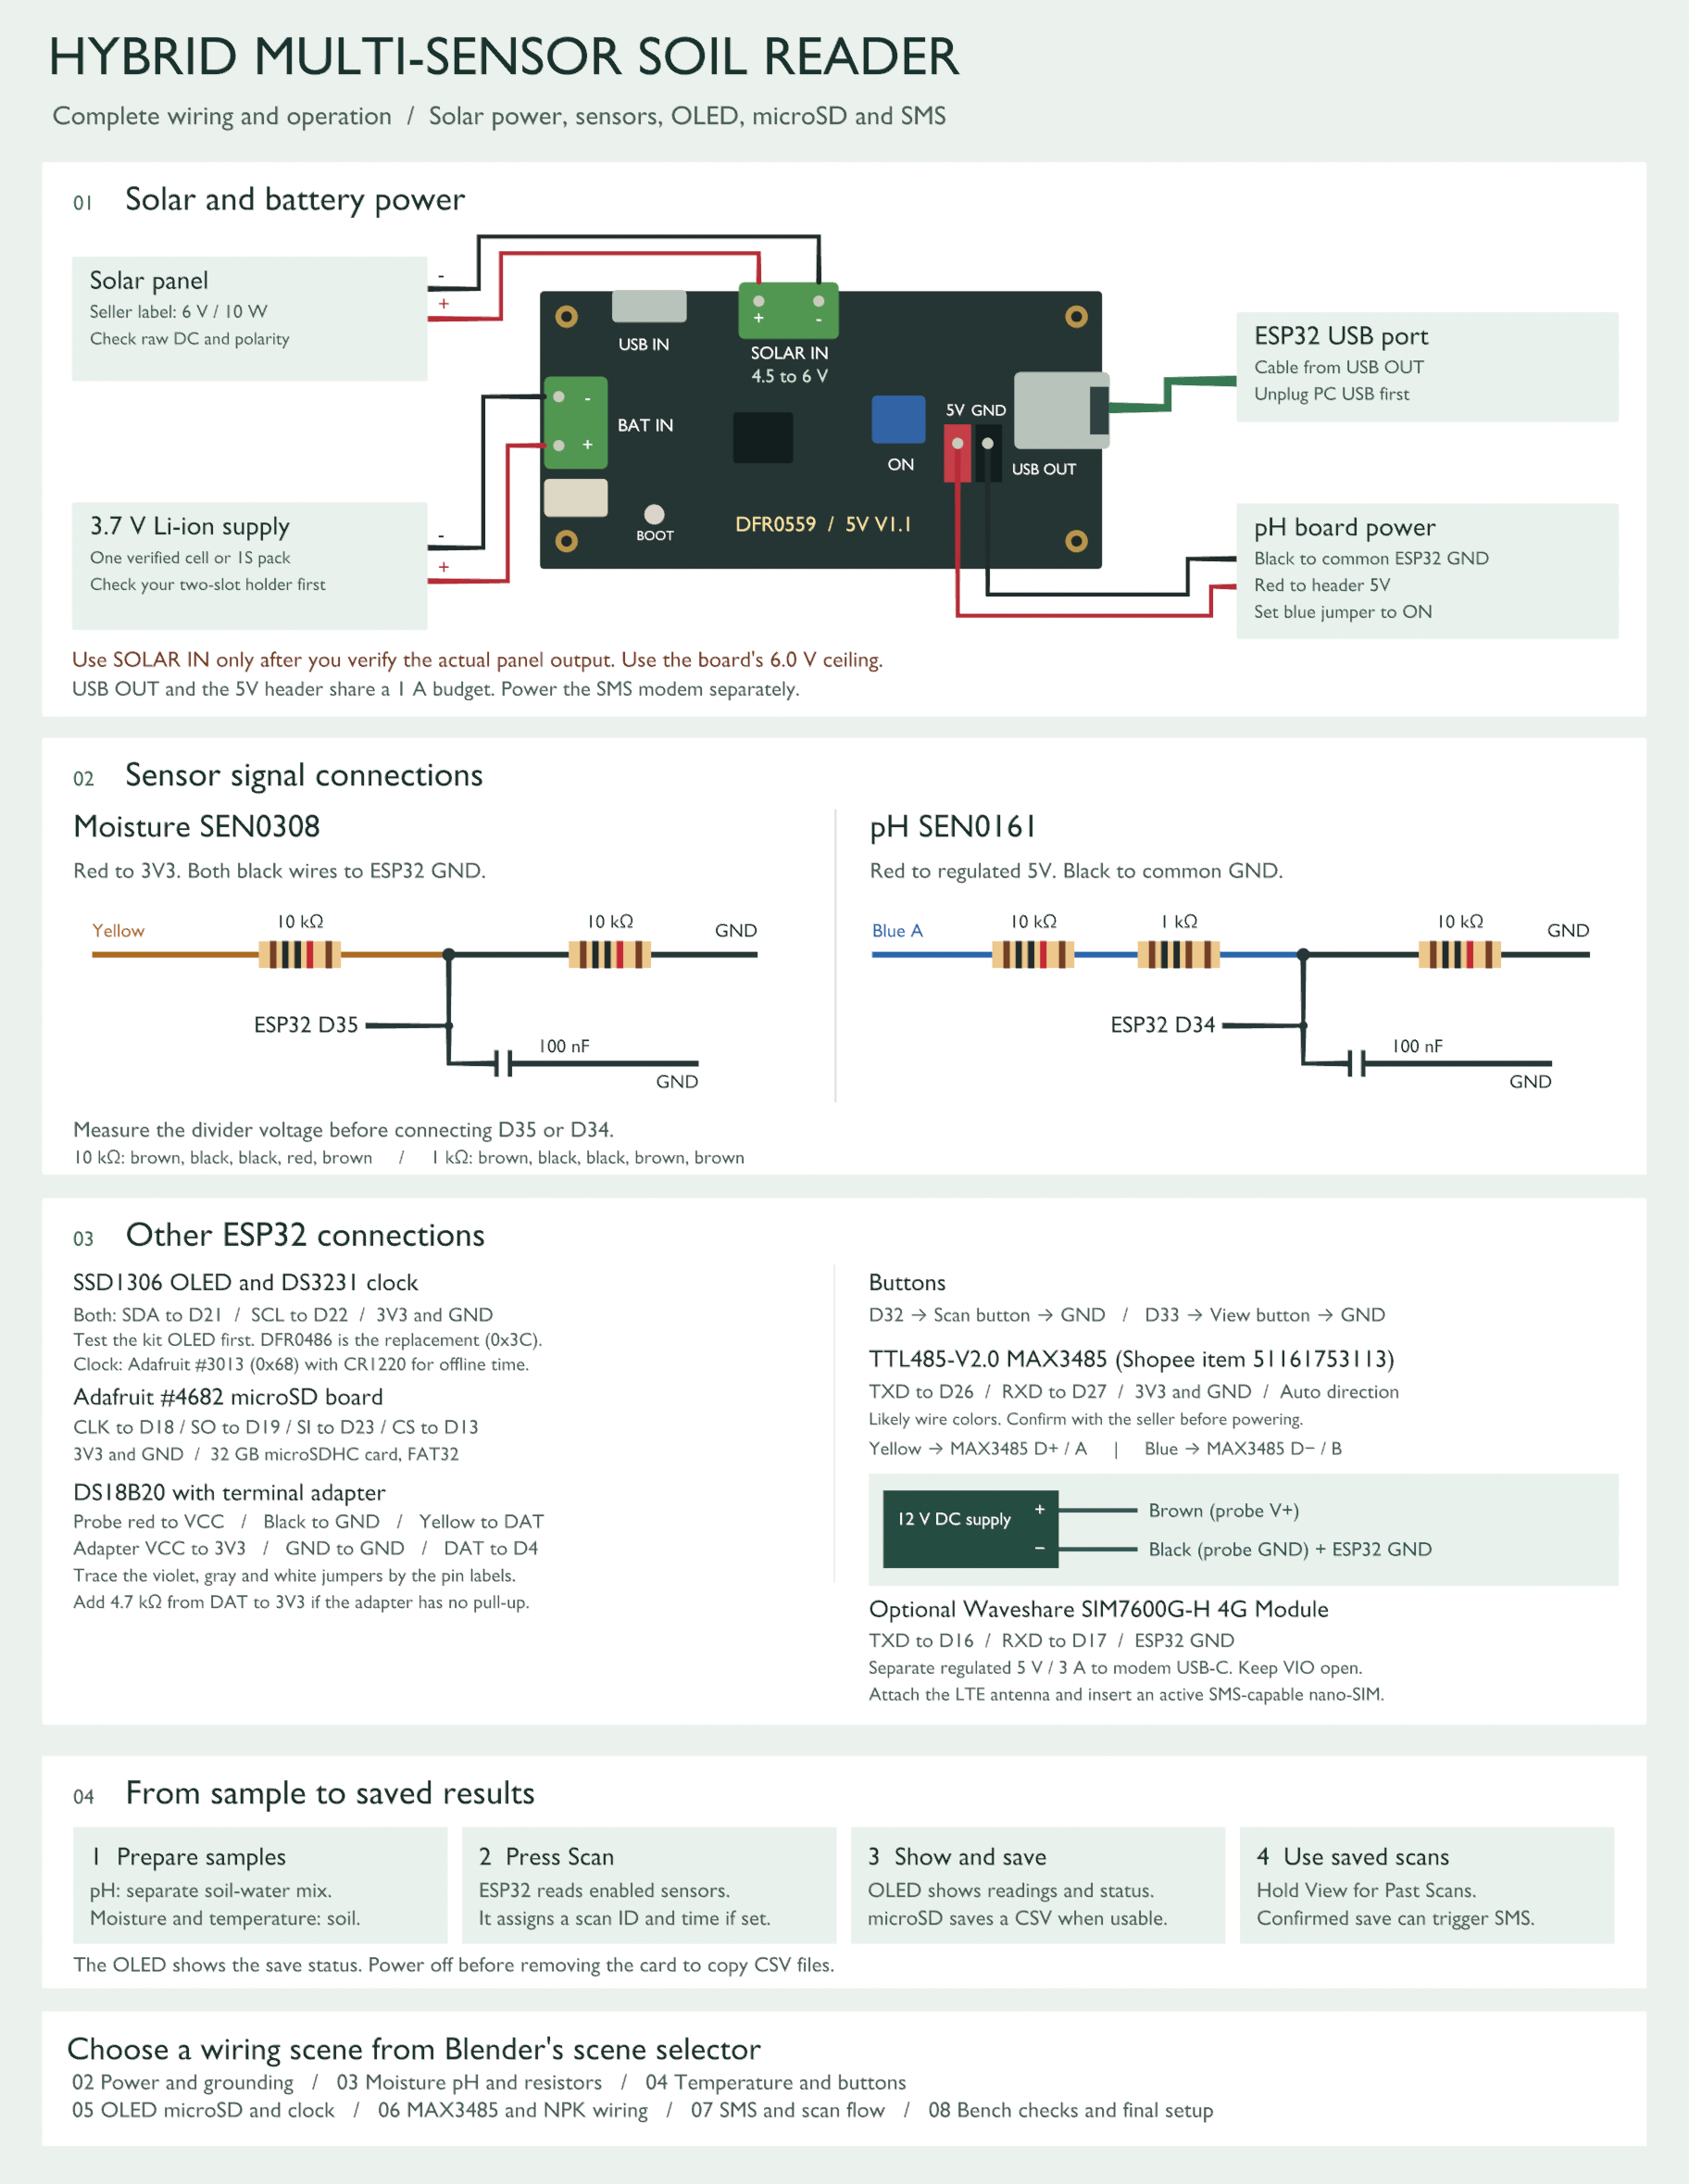 HYBRID MULTI-SENSOR SOIL READER
Complete wiring and operation / Solar power, sensors, OLED, microSD and SMS
01 Solar and battery power
Solar panel
Seller label: 6 V / 10 W
Check raw DC and polarity
-
+
3.7 V Li-ion supply
One verified cell or 1S pack
Check your two-slot holder first
-
+
USB IN
+ -
SOLAR IN
4.5 to 6 V
-
+
BAT IN
BOOT
ON
5V GND
USB OUT
DFR0559 / 5V V1.1
ESP32 USB port
Cable from USB OUT
Unplug PC USB first
pH board power
Black to common ESP32 GND
Red to header 5V
Set blue jumper to ON
Use SOLAR IN only after you verify the actual panel output. Use the board's 6.0 V ceiling.
USB OUT and the 5V header share a 1 A budget. Power the SMS modem separately.
02 Sensor signal connections
Moisture SEN0308
Red to 3V3. Both black wires to ESP32 GND.
Yellow
10 kΩ
10 kΩ
GND
ESP32 D35
100 nF
GND
pH SEN0161
Red to regulated 5V. Black to common GND.
Blue A
10 kΩ
1 kΩ
10 kΩ
GND
ESP32 D34
100 nF
GND
Measure the divider voltage before connecting D35 or D34.
10 kΩ: brown, black, black, red, brown / 1 kΩ: brown, black, black, brown, brown
03 Other ESP32 connections
SSD1306 OLED and DS3231 clock
Both: SDA to D21 / SCL to D22 / 3V3 and GND
Test the kit OLED first. DFR0486 is the replacement (0x3C).
Clock: Adafruit #3013 (0x68) with CR1220 for offline time.
Adafruit #4682 microSD board
CLK to D18 / SO to D19 / SI to D23 / CS to D13
3V3 and GND / 32 GB microSDHC card, FAT32
DS18B20 with terminal adapter
Probe red to VCC / Black to GND / Yellow to DAT
Adapter VCC to 3V3 / GND to GND / DAT to D4
Trace the violet, gray and white jumpers by the pin labels.
Add 4.7 kΩ from DAT to 3V3 if the adapter has no pull-up.
Buttons
D32 → Scan button → GND / D33 → View button → GND
TTL485-V2.0 MAX3485 (Shopee item 51161753113)
TXD to D26 / RXD to D27 / 3V3 and GND / Auto direction
Likely wire colors. Confirm with the seller before powering.
Yellow → MAX3485 D+ / A | Blue → MAX3485 D− / B
12 V DC supply
+
−
Brown (probe V+)
Black (probe GND) + ESP32 GND
Optional Waveshare SIM7600G-H 4G Module
TXD to D16 / RXD to D17 / ESP32 GND
Separate regulated 5 V / 3 A to modem USB-C. Keep VIO open.
Attach the LTE antenna and insert an active SMS-capable nano-SIM.
04 From sample to saved results
1 Prepare samples
pH: separate soil-water mix.
Moisture and temperature: soil.
2 Press Scan
ESP32 reads enabled sensors.
It assigns a scan ID and time if set.
3 Show and save
OLED shows readings and status.
microSD saves a CSV when usable.
4 Use saved scans
Hold View for Past Scans.
Confirmed save can trigger SMS.
The OLED shows the save status. Power off before removing the card to copy CSV files.
Choose a wiring scene from Blender's scene selector
02 Power and grounding / 03 Moisture pH and resistors / 04 Temperature and buttons
05 OLED microSD and clock / 06 MAX3485 and NPK wiring / 07 SMS and scan flow / 08 Bench checks and final setup